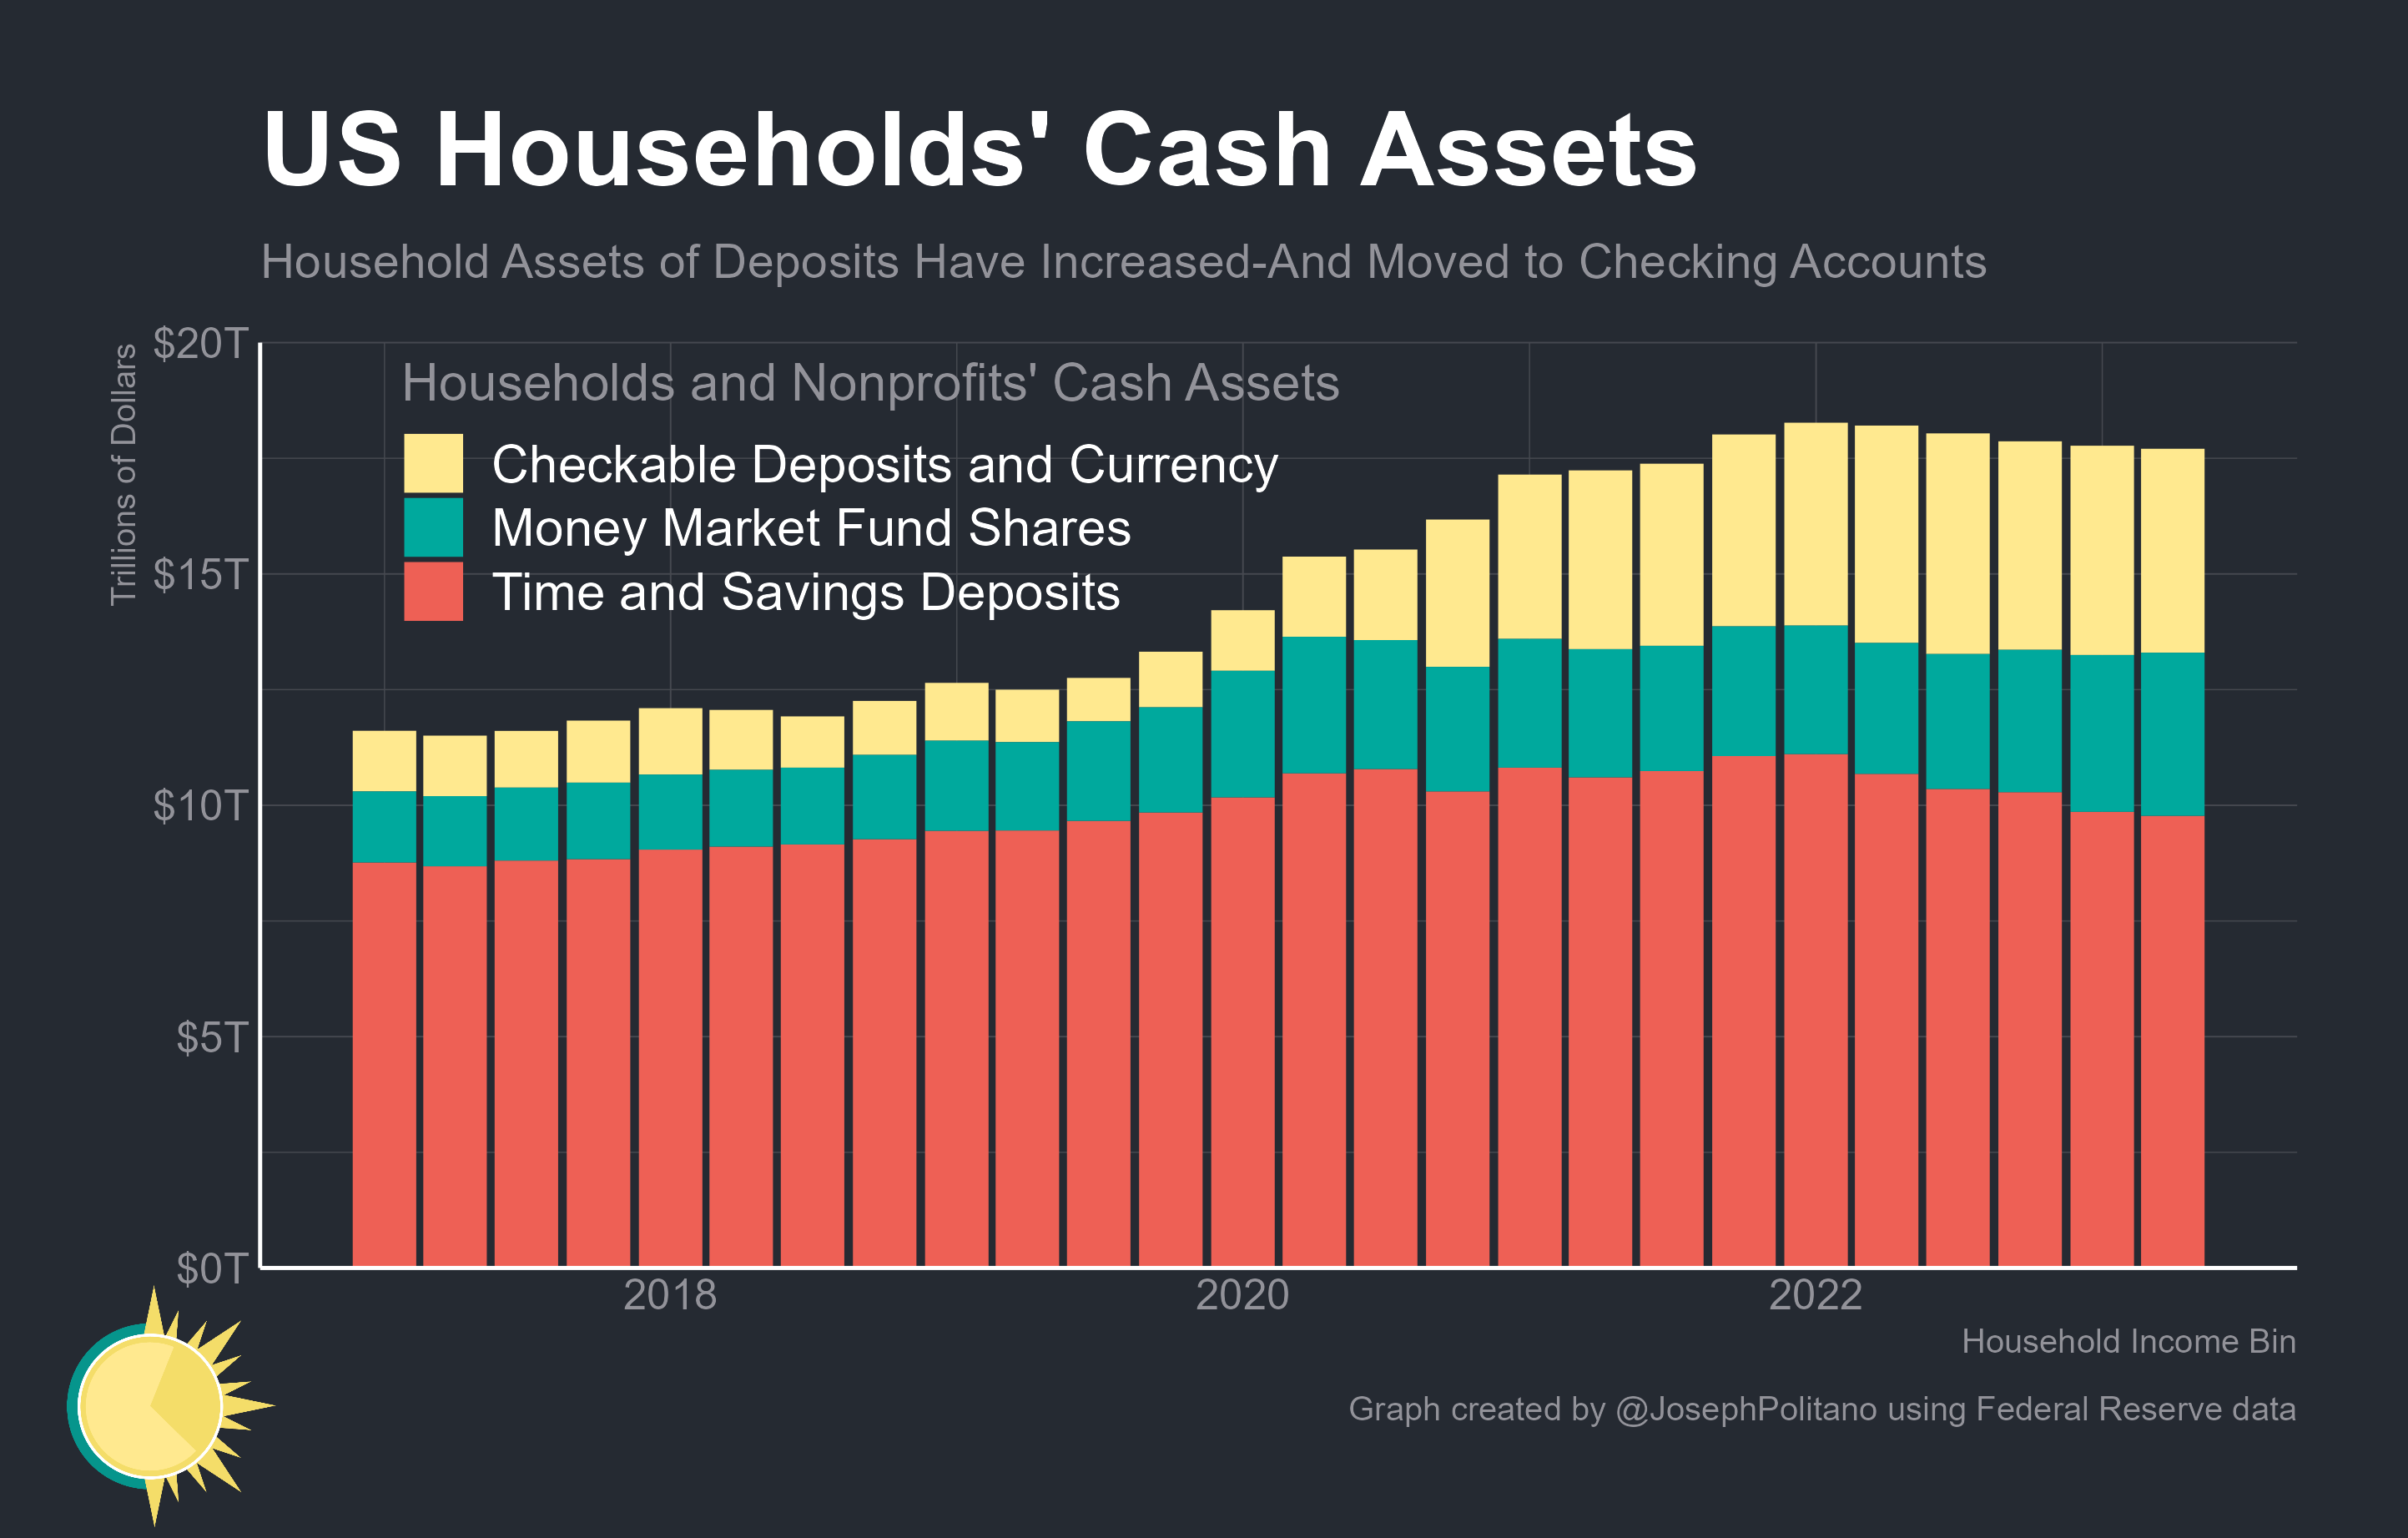 US Households' Cash Assets
Household Assets of Deposits Have Increased-And Moved to Checking Accounts
Trillions of Dollars
$20T
$15T
$10T
$5T
$0T
Households and Nonprofits' Cash Assets
Checkable Deposits and Currency
Money Market Fund Shares
Time and Savings Deposits
2018
2020
2022
Household Income Bin
Graph created by @JosephPolitano using Federal Reserve data